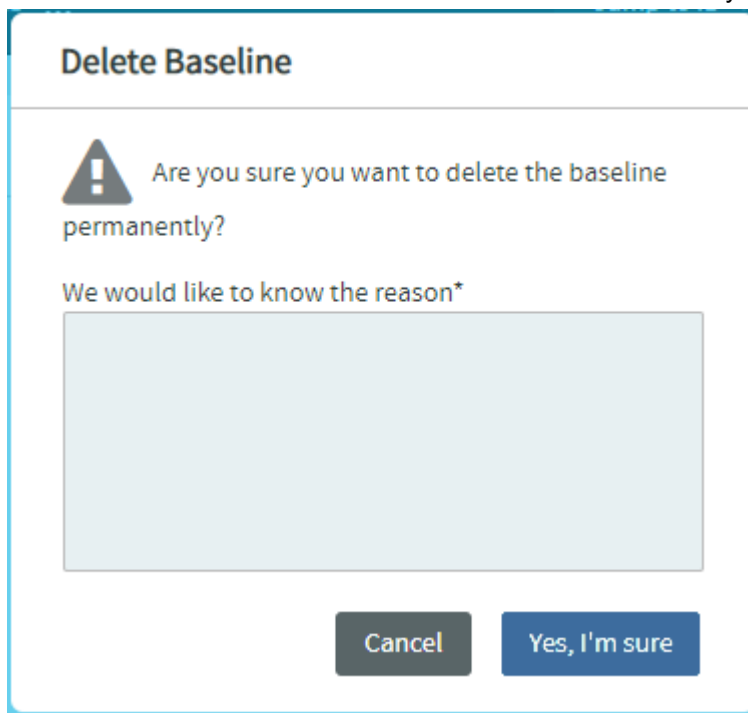 Delete Baseline
Are you sure you want to delete the baseline
permanently?
We would like to know the reason*
Cancel
Yes, I'm sure